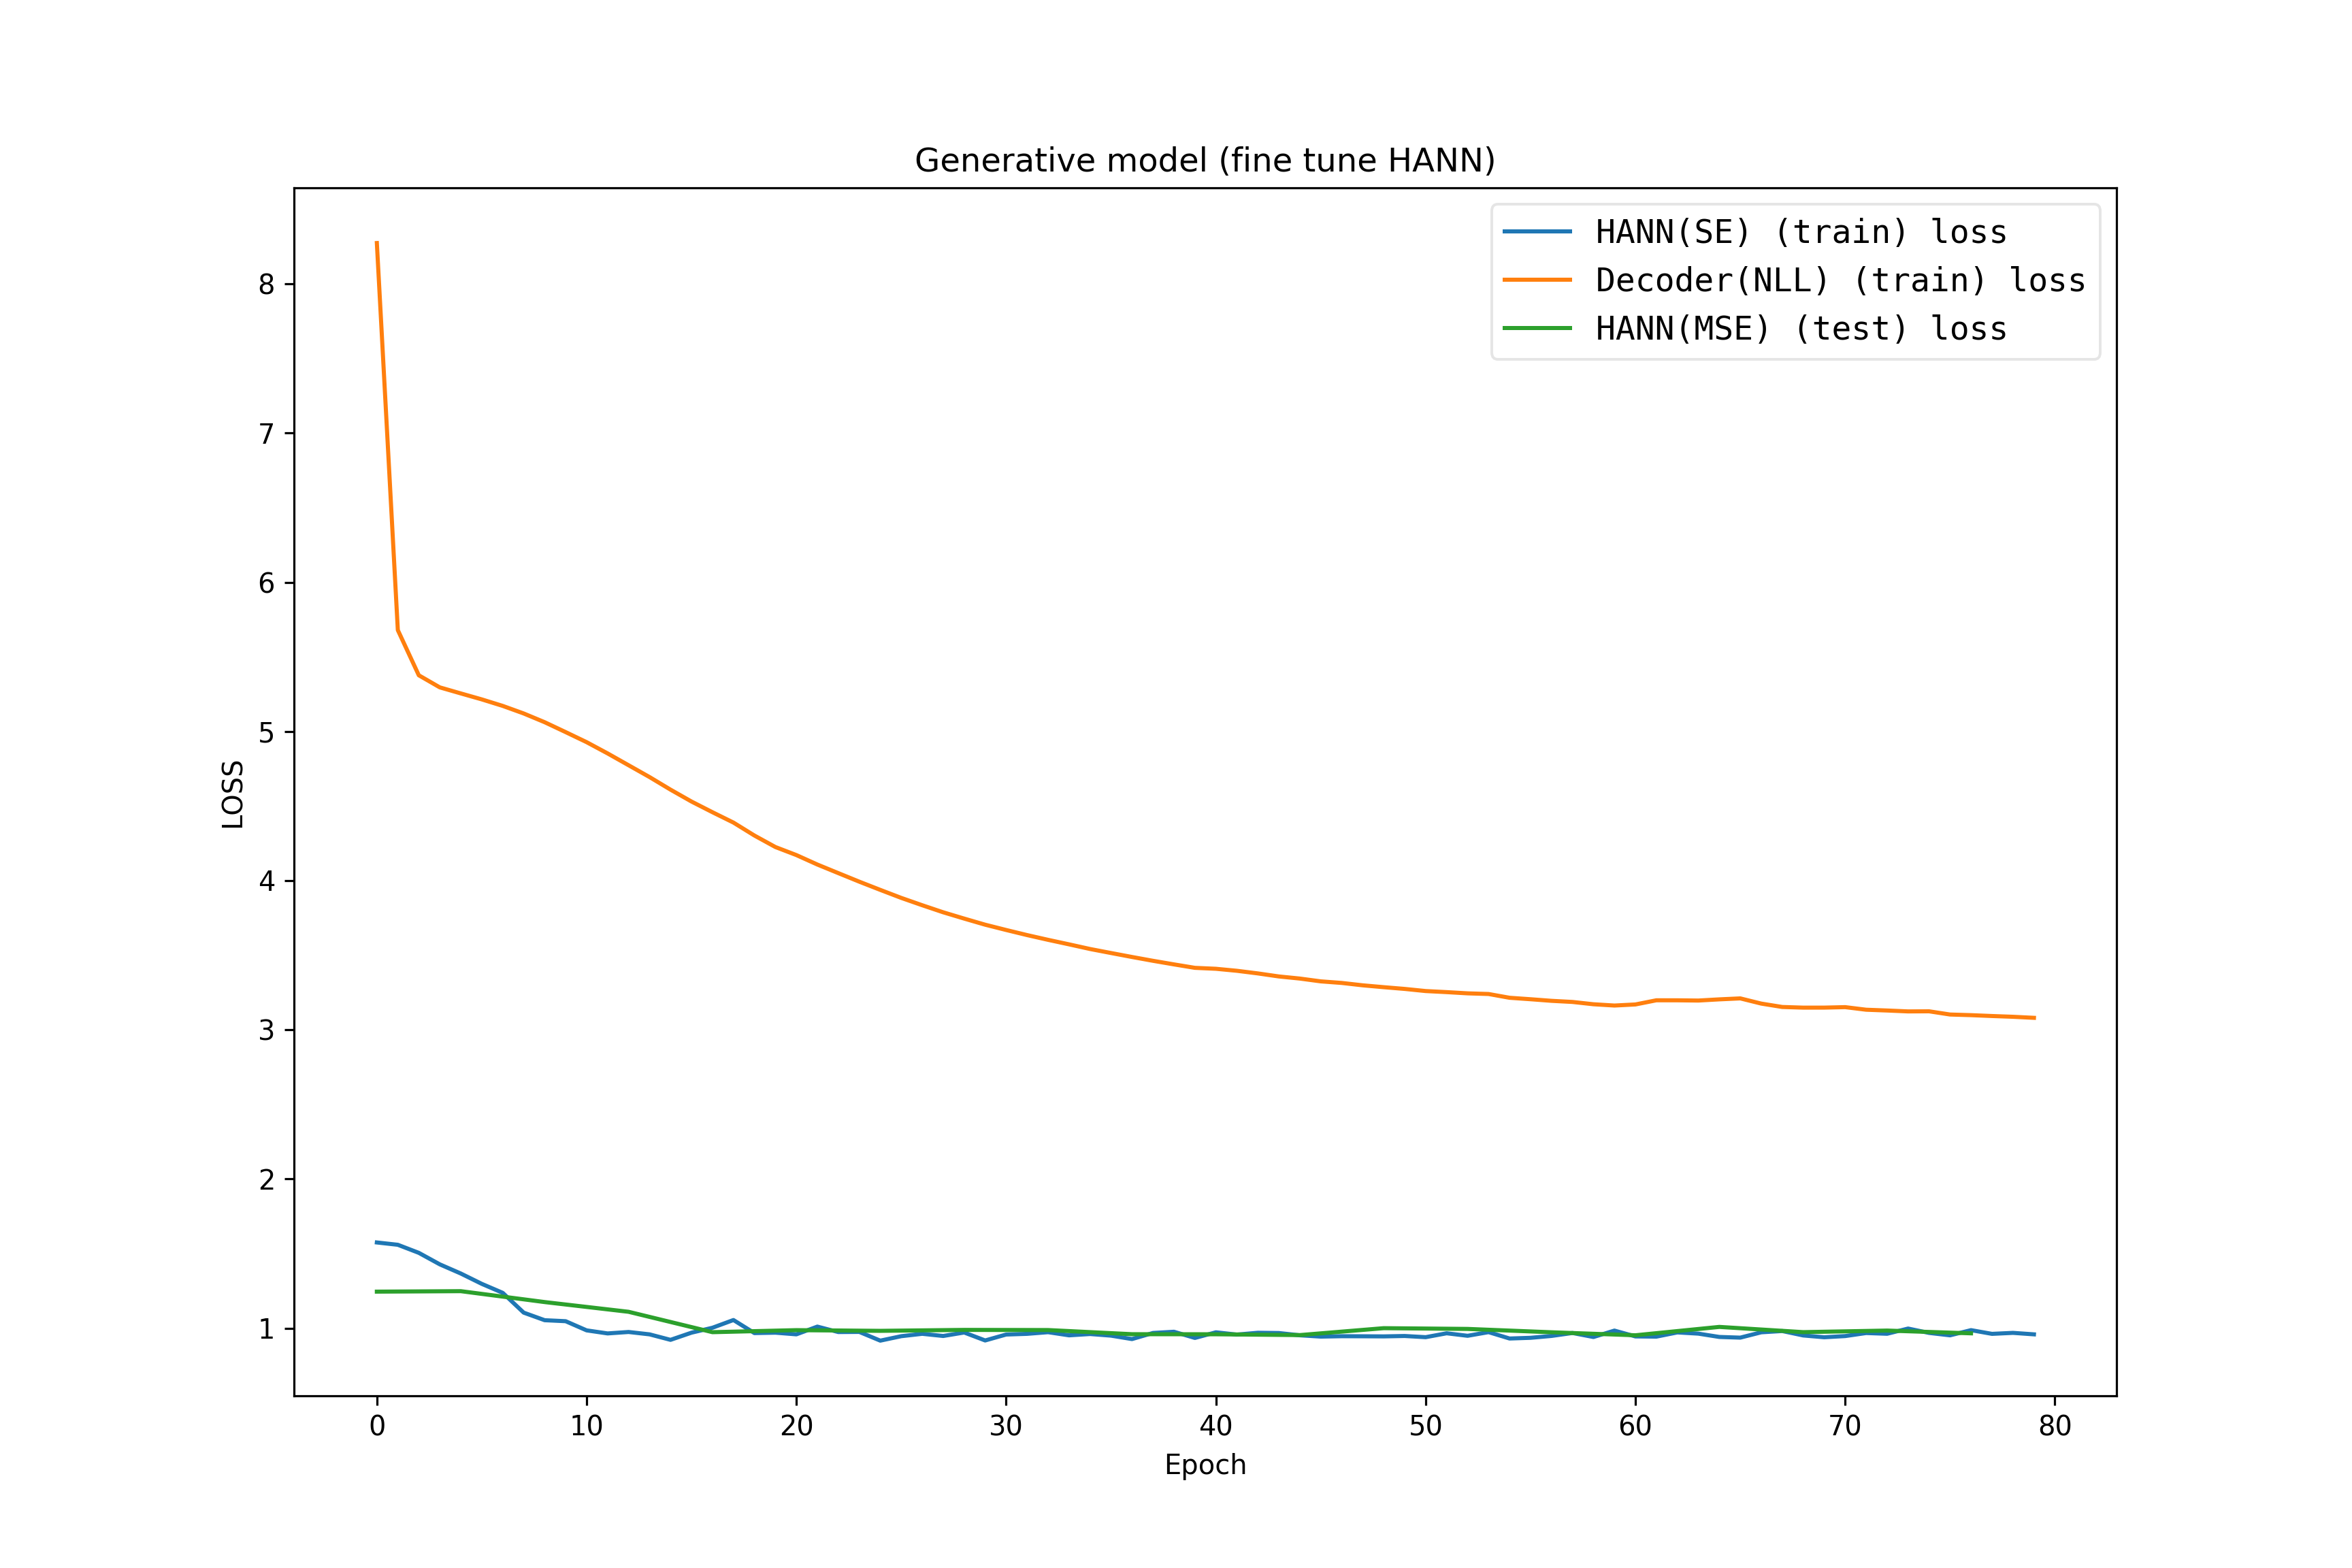 Generative model (fine tune HANN)
HANN(SE) (train) loss
Decoder(NLL) (train) loss
HANN(MSE) (test) loss
8
7
6
5
4
3
2
1
LOSS
0 10 20 30 40 50 60 70 80
Epoch